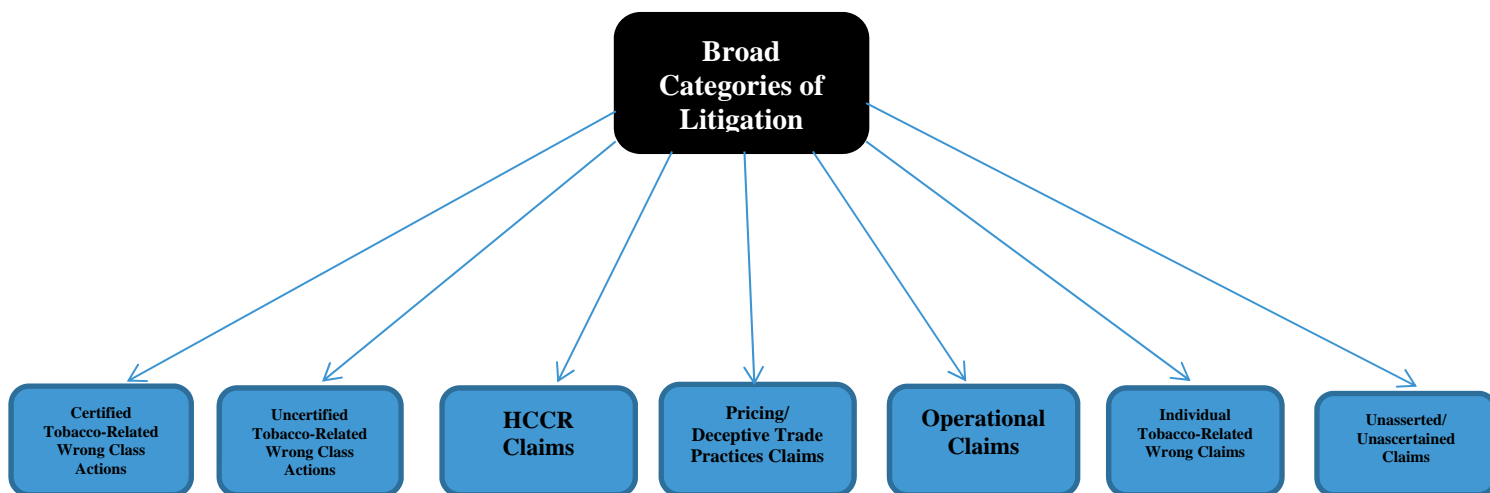 Broad
Categories of
Litigation
Certified
Tobacco-Related
Wrong Class
Actions
Uncertified
Tobacco-Related
Wrong Class
Actions
HCCR
Claims
Pricing/
Deceptive Trade
Practices Claims
Operational
Claims
Individual
Tobacco-Related
Wrong Claims
Unasserted/
Unascertained
Claims